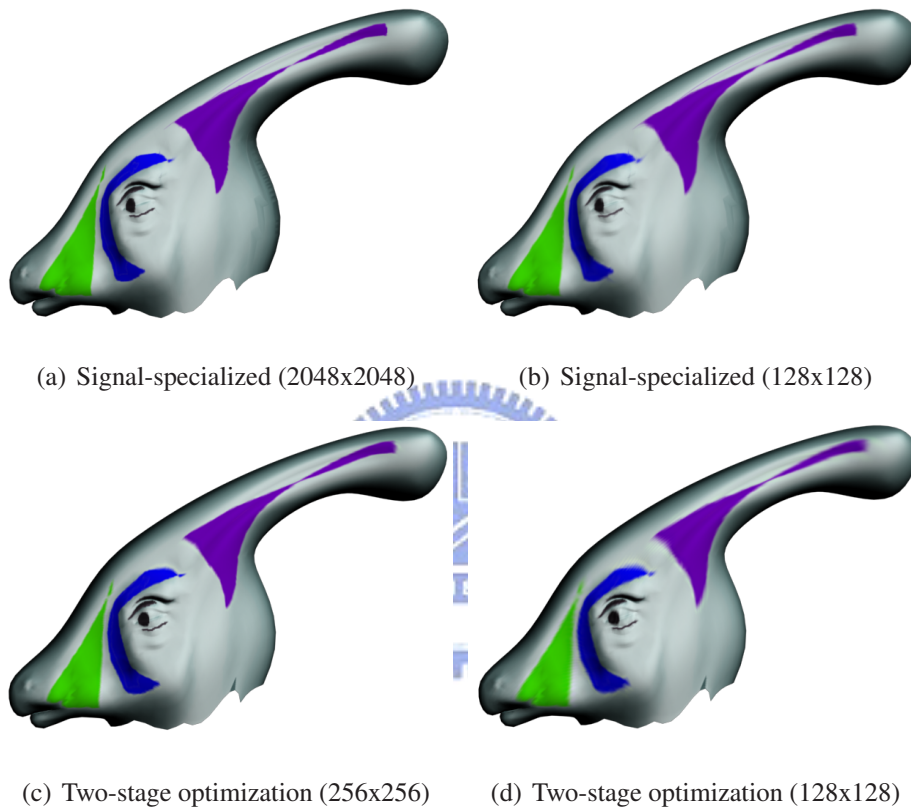 (a) Signal-specialized (2048x2048)
(b) Signal-specialized (128x128)
(c) Two-stage optimization (256x256)
(d) Two-stage optimization (128x128)